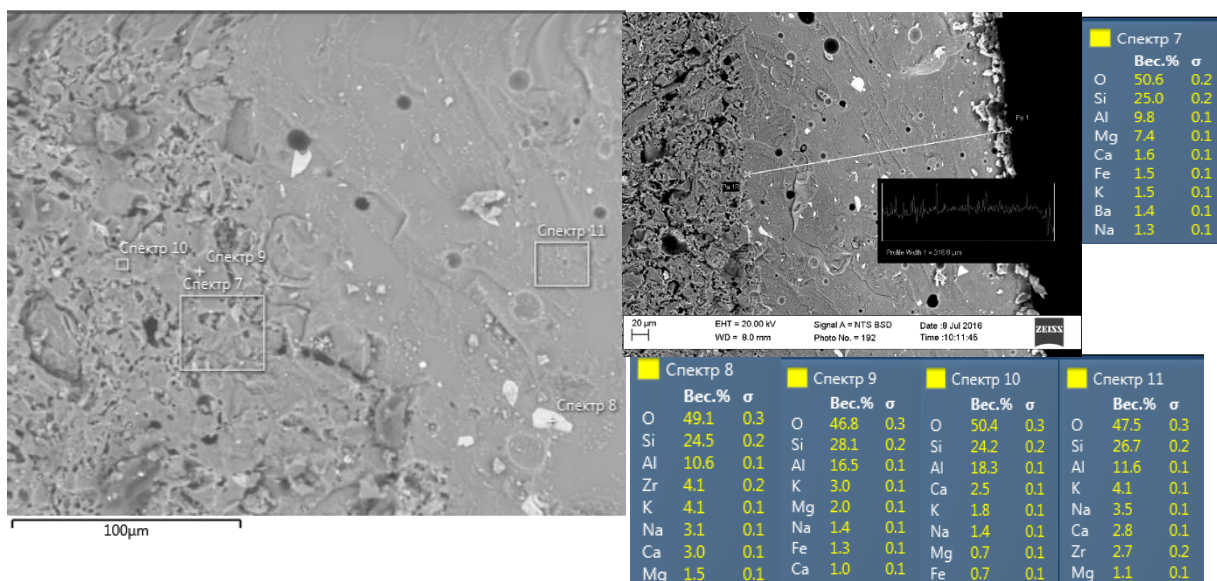 Спектр 10
Спектр 9
Спектр 7
Спектр 11
Спектр 8
100µm
Pa 1
Pa 1R
Profile Width 1 = 318.6 µm
20 µm
EHT = 20.00 kV
WD = 8.0 mm
Signal A = NTS BSD
Photo No. = 192
Date :8 Jul 2016
Time :10:11:45
ZEISS
Спектр 7
Вес.% σ
O 50.6 0.2
Si 25.0 0.2
Al 9.8 0.1
Mg 7.4 0.1
Ca 1.6 0.1
Fe 1.5 0.1
K 1.5 0.1
Ba 1.4 0.1
Na 1.3 0.1
Спектр 8
Вес.% σ
O 49.1 0.3
Si 24.5 0.2
Al 10.6 0.1
Zr 4.1 0.2
K 4.1 0.1
Na 3.1 0.1
Ca 3.0 0.1
Mg 1.5 0.1
Спектр 9
Вес.% σ
O 46.8 0.3
Si 28.1 0.2
Al 16.5 0.1
K 3.0 0.1
Mg 2.0 0.1
Na 1.4 0.1
Fe 1.3 0.1
Ca 1.0 0.1
Спектр 10
Вес.% σ
O 50.4 0.3
Si 24.2 0.2
Al 18.3 0.1
Ca 2.5 0.1
K 1.8 0.1
Na 1.4 0.1
Mg 0.7 0.1
Fe 0.7 0.1
Спектр 11
Вес.% σ
O 47.5 0.3
Si 26.7 0.2
Al 11.6 0.1
K 4.1 0.1
Na 3.5 0.1
Ca 2.8 0.1
Zr 2.7 0.2
Mg 1.1 0.1